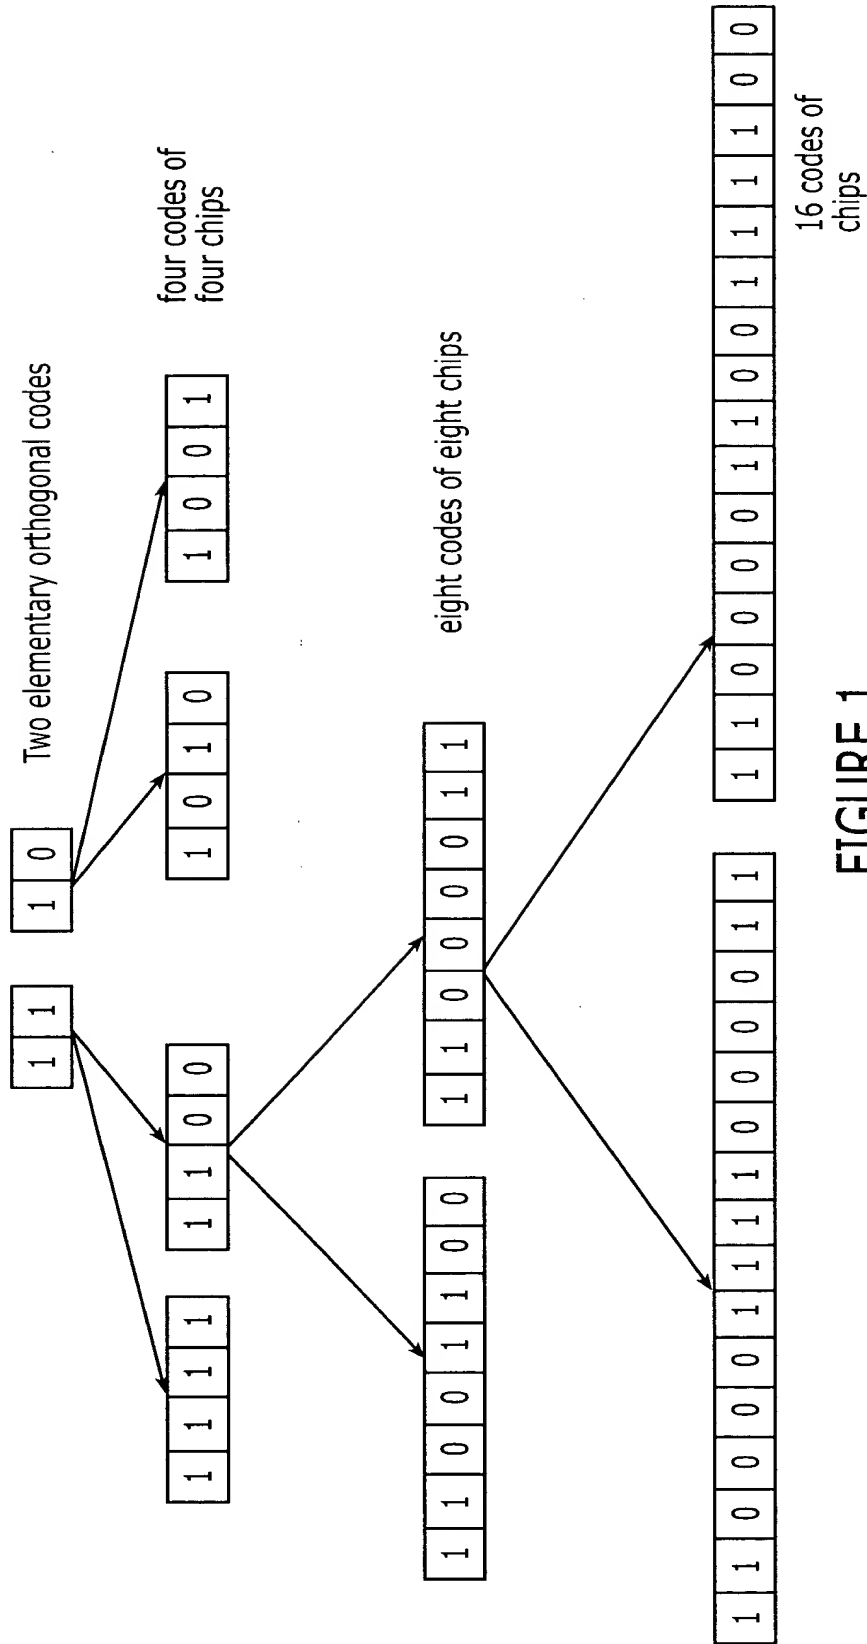 1 1 1 0 Two elementary orthogonal codes
1 1 1 1 1 1 0 0 1 0 1 0 1 0 0 1 four codes of
four chips
1 1 0 0 1 1 0 0 1 1 0 0 0 0 1 1 eight codes of eight chips
1 1 0 0 0 0 1 1 1 1 0 0 0 0 1 1 1 1 0 0 0 0 1 1 0 0 1 1 1 1 0 0
16 codes of
chips
FIGURE 1